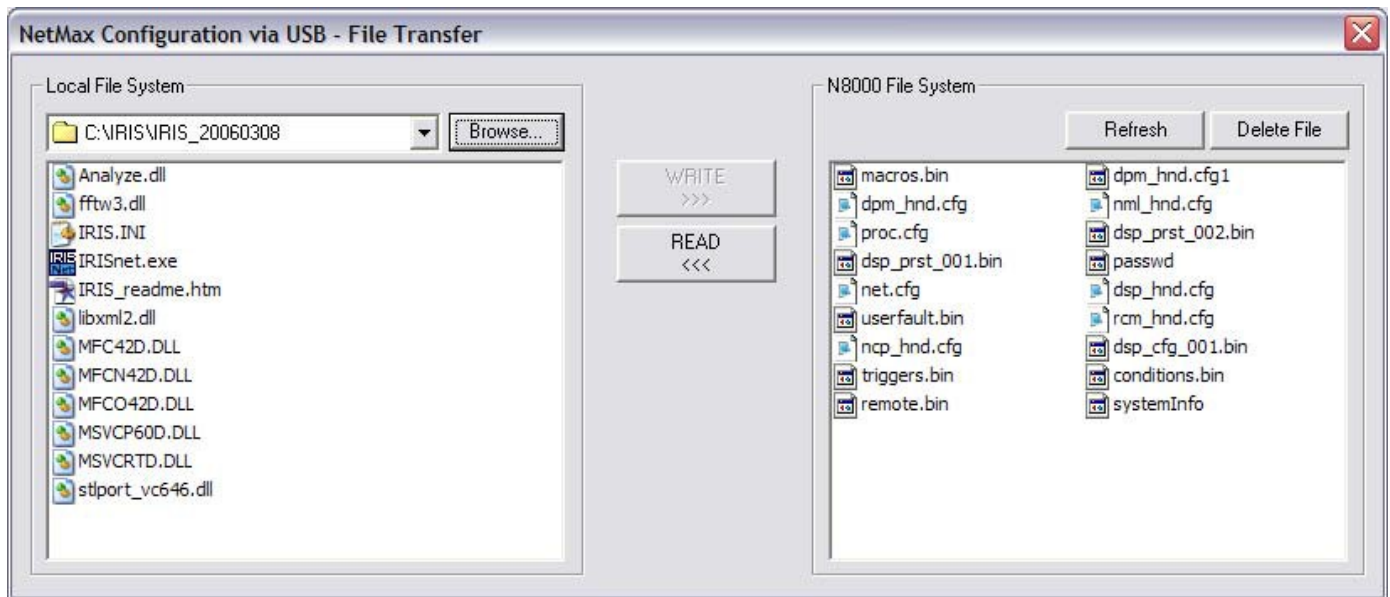 NetMax Configuration via USB - File Transfer
Local File System
C:\IRIS\IRIS_20060308
Browse...
Analyze.dll
fftw3.dll
IRIS.INI
IRISnet.exe
IRIS_readme.htm
libxml2.dll
MFC42D.DLL
MFCN42D.DLL
MFCO42D.DLL
MSVCP60D.DLL
MSVCRTD.DLL
stlport_vc646.dll
WRITE
>>>
READ
<<<
N8000 File System
Refresh
Delete File
macros.bin
dpm_hnd.cfg
proc.cfg
dsp_prst_001.bin
net.cfg
userfault.bin
ncp_hnd.cfg
triggers.bin
remote.bin
dpm_hnd.cfg1
nml_hnd.cfg
dsp_prst_002.bin
passwd
dsp_hnd.cfg
rcm_hnd.cfg
dsp_cfg_001.bin
conditions.bin
systemInfo